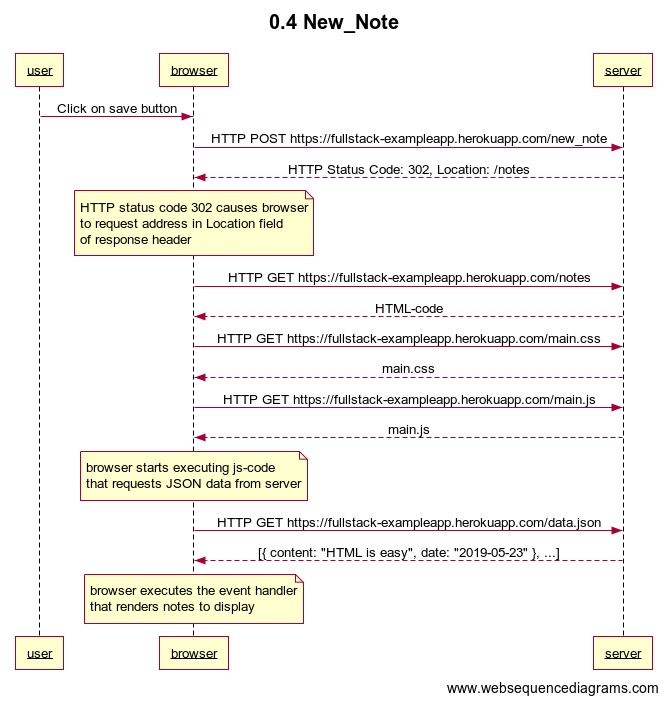 0.4 New_Note
user browser server
Click on save button
HTTP POST https://fullstack-exampleapp.herokuapp.com/new_note
HTTP Status Code: 302, Location: /notes
HTTP status code 302 causes browser
to request address in Location field
of response header
HTTP GET https://fullstack-exampleapp.herokuapp.com/notes
HTML-code
HTTP GET https://fullstack-exampleapp.herokuapp.com/main.css
main.css
HTTP GET https://fullstack-exampleapp.herokuapp.com/main.js
main.js
browser starts executing js-code
that requests JSON data from server
HTTP GET https://fullstack-exampleapp.herokuapp.com/data.json
[{ content: "HTML is easy", date: "2019-05-23" }, ...]
browser executes the event handler
that renders notes to display
user browser server
www.websequencediagrams.com